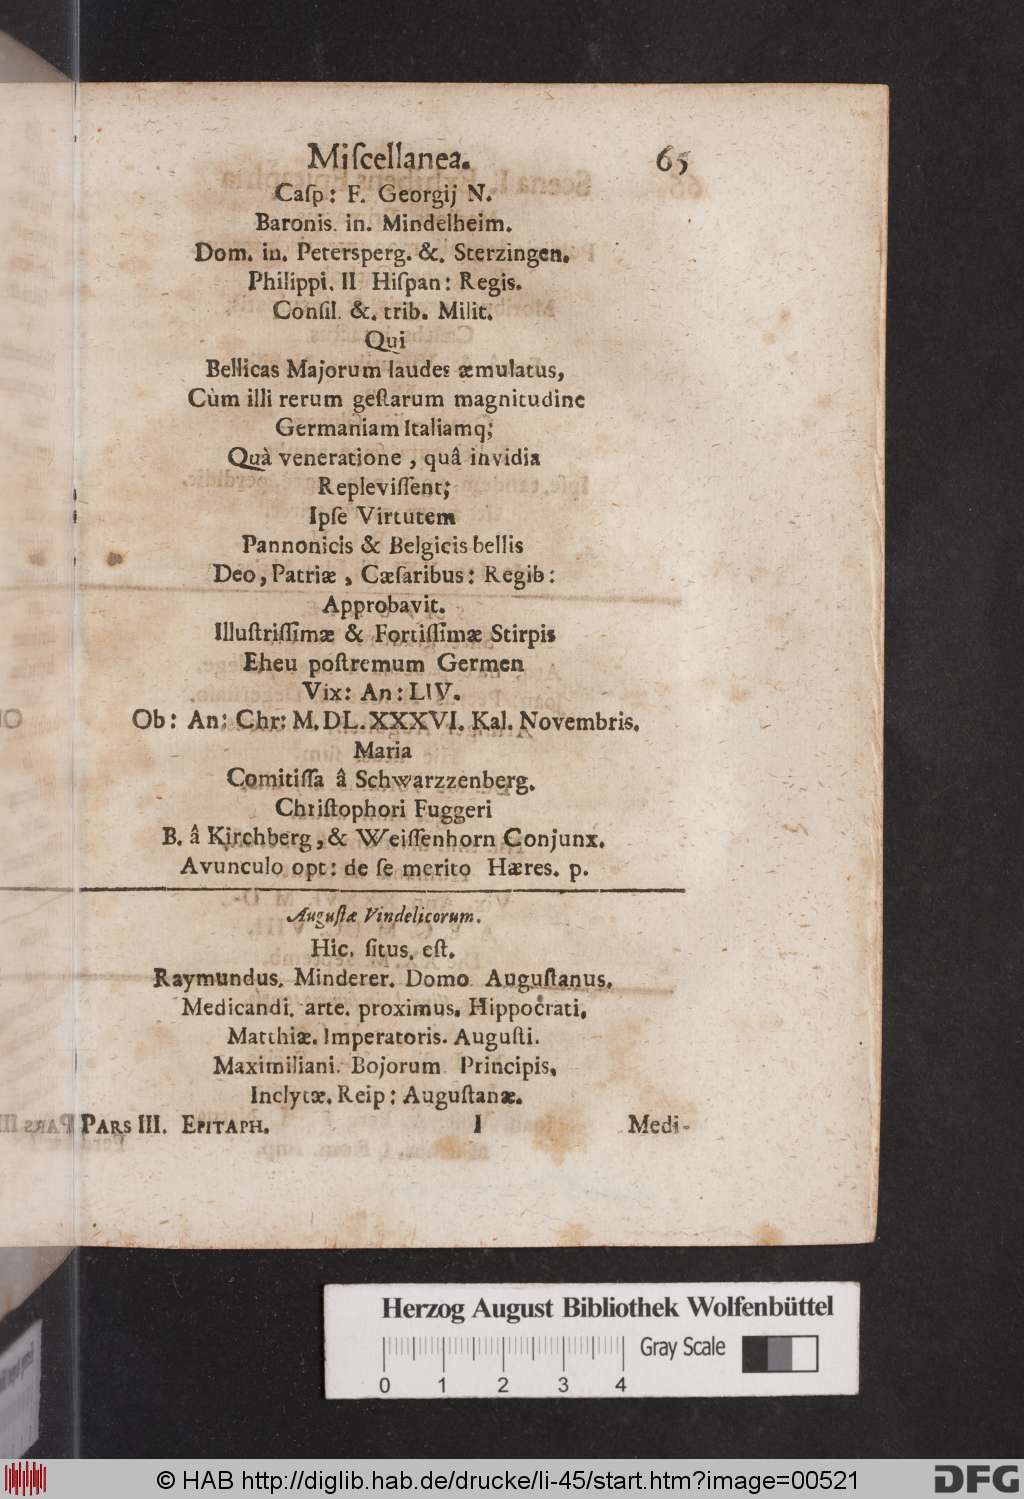 Miſcellanea. 65
Caſp: F. Georgij N.
Baronis. in. Mindelheim.
Dom. in. Petersperg. &. Sterzingen.
Philippi. II Hiſpan: Regis.
Conſil. &. trib. Milit.
Qui
Bellicas Majorum laudes æmulatus,
Cùm illi rerum geſtarum magnitudine
Germaniam Italiamq;
Quà veneratione, quâ invidia
Repleviſſent;
Ipſe Virtutem
Pannonicis & Belgicis bellis
Deo, Patriæ, Cæſaribus: Regib:
Approbavit.
Illuſtriſſimæ & Fortiſſimæ Stirpis
Eheu poſtremum Germen
Vix: An: LIV.
Ob: An: Chr: M. DL. XXXVI. Kal. Novembris.
Maria
Comitiſſa â Schwarzzenberg.
Chriſtophori Fuggeri
B. â Kirchberg, & Weiſſenhorn Conjunx.
Avunculo opt: de ſe merito Hæres. p.
Auguſtæ Vindelicorum.
Hic. ſitus. eſt.
Raymundus. Minderer. Domo Auguſtanus.
Medicandi. arte. proximus. Hippocrati.
Matthiæ. Imperatoris. Auguſti.
Maximiliani. Bojorum Principis.
Inclytæ. Reip: Auguſtanæ.
PARS III. EPITAPH. I Medi-
Herzog August Bibliothek Wolfenbüttel
Gray Scale
0 1 2 3 4
© HAB http://diglib.hab.de/drucke/li-45/start.htm?image=00521
DFG